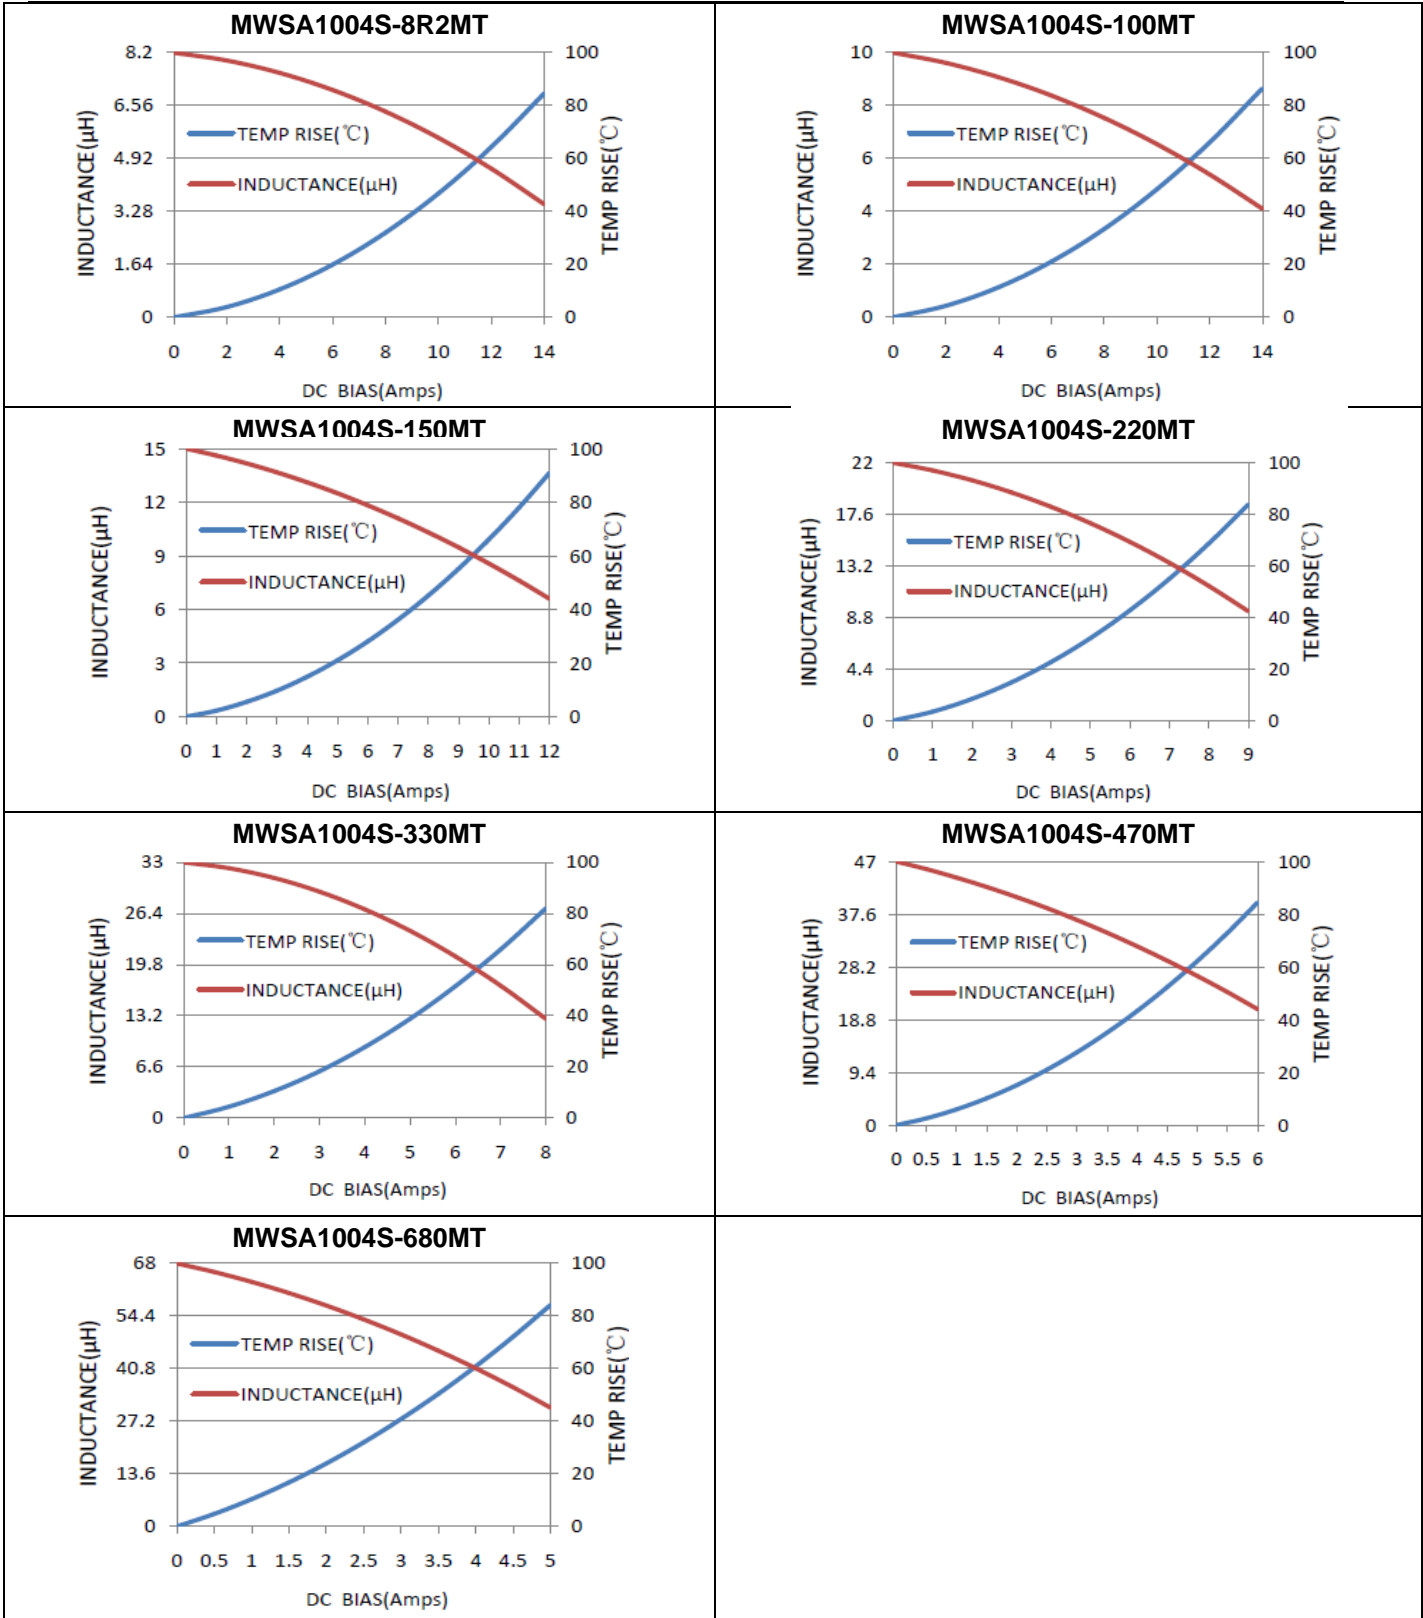 MWSA1004S-8R2MT
8.2
6.56
4.92
3.28
1.64
0
100
80
60
40
20
0
INDUCTANCE(µH)
TEMP RISE(℃)
TEMP RISE(℃)
INDUCTANCE(µH)
0 2 4 6 8 10 12 14
DC BIAS(Amps)
MWSA1004S-100MT
10
8
6
4
2
0
100
80
60
40
20
0
INDUCTANCE(µH)
TEMP RISE(℃)
TEMP RISE(℃)
INDUCTANCE(µH)
0 2 4 6 8 10 12 14
DC BIAS(Amps)
MWSA1004S-150MT
15
12
9
6
3
0
100
80
60
40
20
0
INDUCTANCE(µH)
TEMP RISE(℃)
TEMP RISE(℃)
INDUCTANCE(µH)
0 1 2 3 4 5 6 7 8 9 10 11 12
DC BIAS(Amps)
MWSA1004S-220MT
22
17.6
13.2
8.8
4.4
0
100
80
60
40
20
0
INDUCTANCE(µH)
TEMP RISE(℃)
TEMP RISE(℃)
INDUCTANCE(µH)
0 1 2 3 4 5 6 7 8 9
DC BIAS(Amps)
MWSA1004S-330MT
33
26.4
19.8
13.2
6.6
0
100
80
60
40
20
0
INDUCTANCE(µH)
TEMP RISE(℃)
TEMP RISE(℃)
INDUCTANCE(µH)
0 1 2 3 4 5 6 7 8
DC BIAS(Amps)
MWSA1004S-470MT
47
37.6
28.2
18.8
9.4
0
100
80
60
40
20
0
INDUCTANCE(µH)
TEMP RISE(℃)
TEMP RISE(℃)
INDUCTANCE(µH)
0 0.5 1 1.5 2 2.5 3 3.5 4 4.5 5 5.5 6
DC BIAS(Amps)
MWSA1004S-680MT
68
54.4
40.8
27.2
13.6
0
100
80
60
40
20
0
INDUCTANCE(µH)
TEMP RISE(℃)
TEMP RISE(℃)
INDUCTANCE(µH)
0 0.5 1 1.5 2 2.5 3 3.5 4 4.5 5
DC BIAS(Amps)